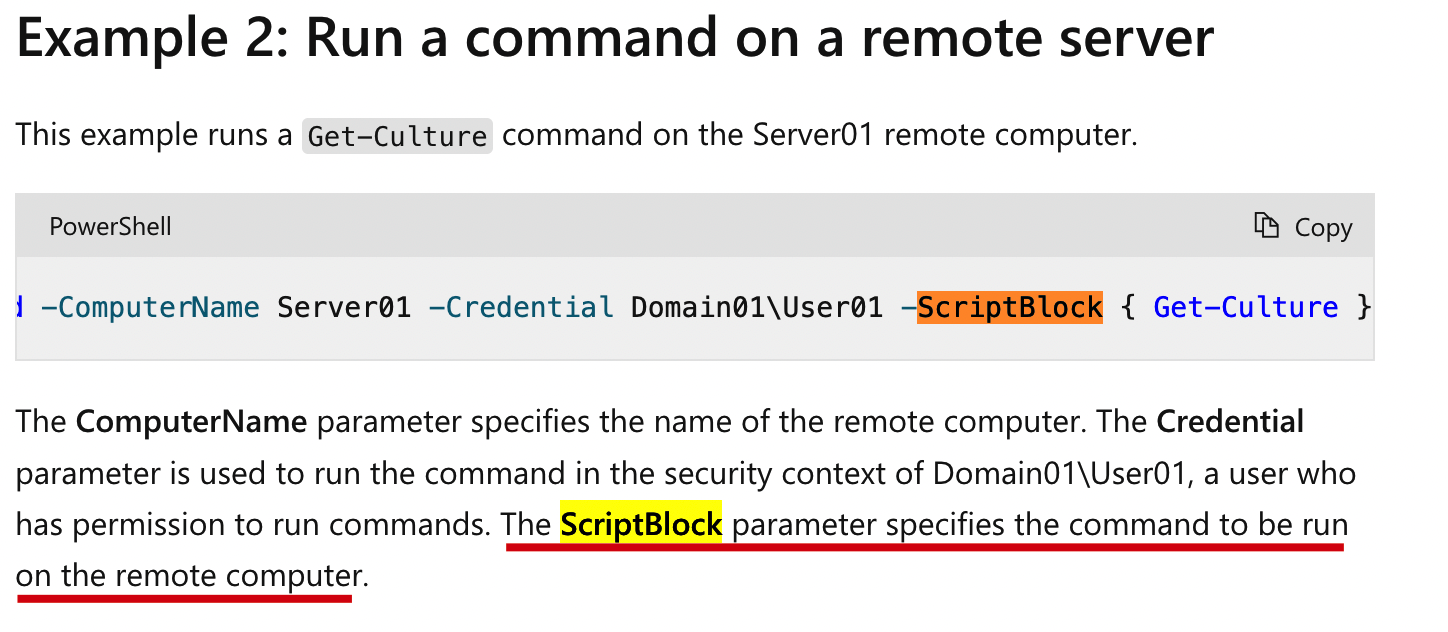 Example 2: Run a command on a remote server
This example runs a Get-Culture command on the Server01 remote computer.
PowerShell Copy
d -ComputerName Server01 -Credential Domain01\User01 -ScriptBlock { Get-Culture }
The ComputerName parameter specifies the name of the remote computer. The Credential
parameter is used to run the command in the security context of Domain01\User01, a user who
has permission to run commands. The ScriptBlock parameter specifies the command to be run
on the remote computer.